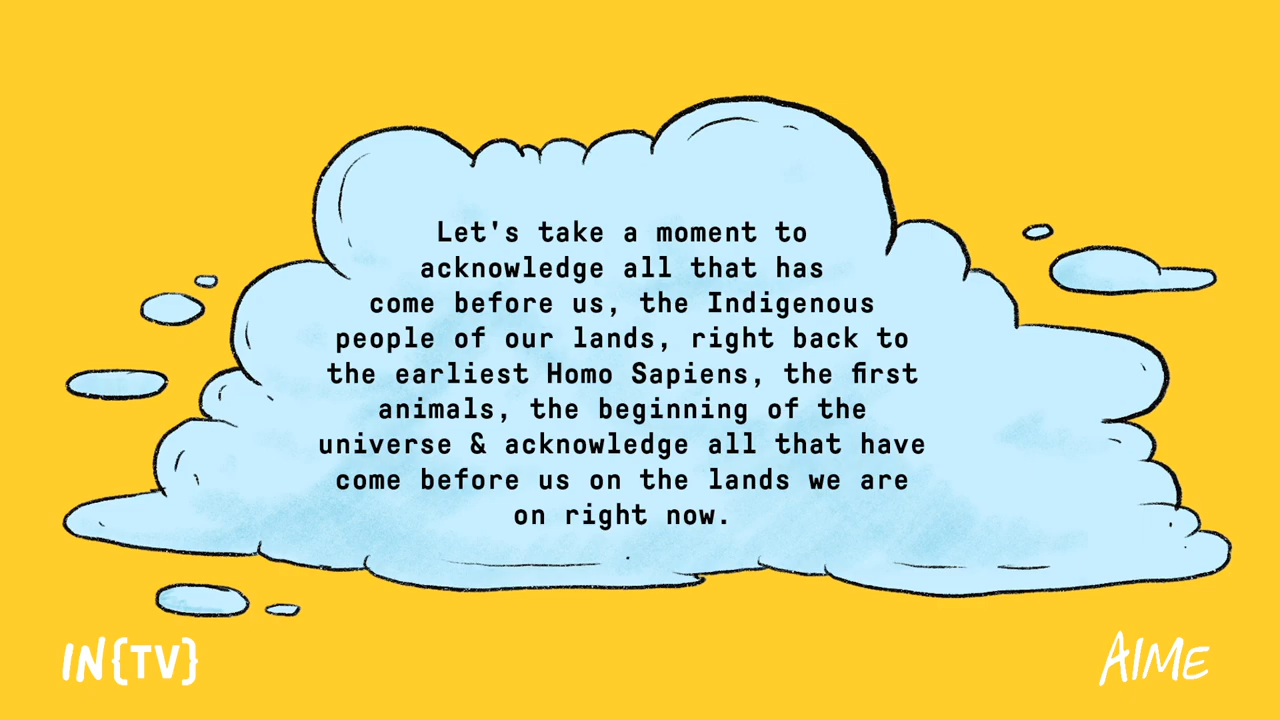 Let's take a moment to
acknowledge all that has
come before us, the Indigenous
people of our lands, right back to
the earliest Homo Sapiens, the first
animals, the beginning of the
universe & acknowledge all that have
come before us on the lands we are
on right now.
IN{TV}
AIME